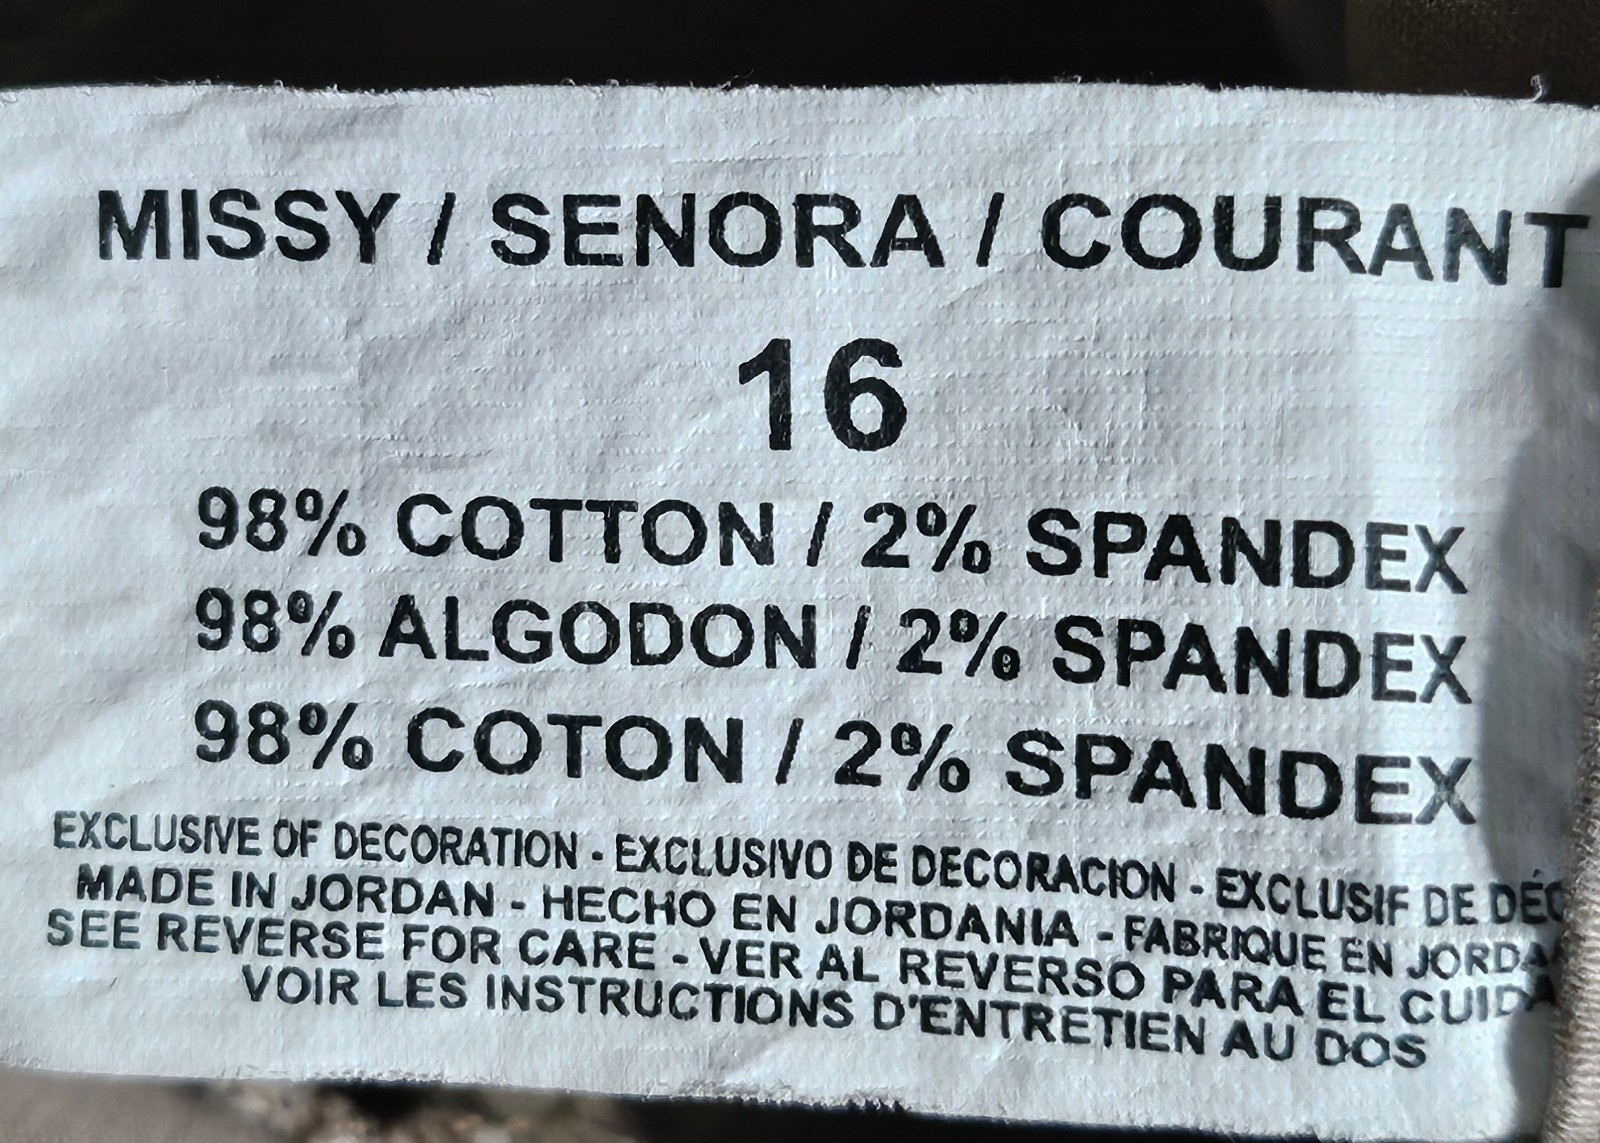 MISSY / SENORA / COURANT
16
98% COTTON / 2% SPANDEX
98% ALGODON / 2% SPANDEX
98% COTON / 2% SPANDEX
EXCLUSIVE OF DECORATION - EXCLUSIVO DE DECORACION - EXCLUSIF DE
MADE IN JORDAN - HECHO EN JORDANIA - FABRIQUE EN
SEE REVERSE FOR CARE - VER AL REVERSO PARA EL
VOIR LES INSTRUCTIONS D'ENTRETIEN AU DOS